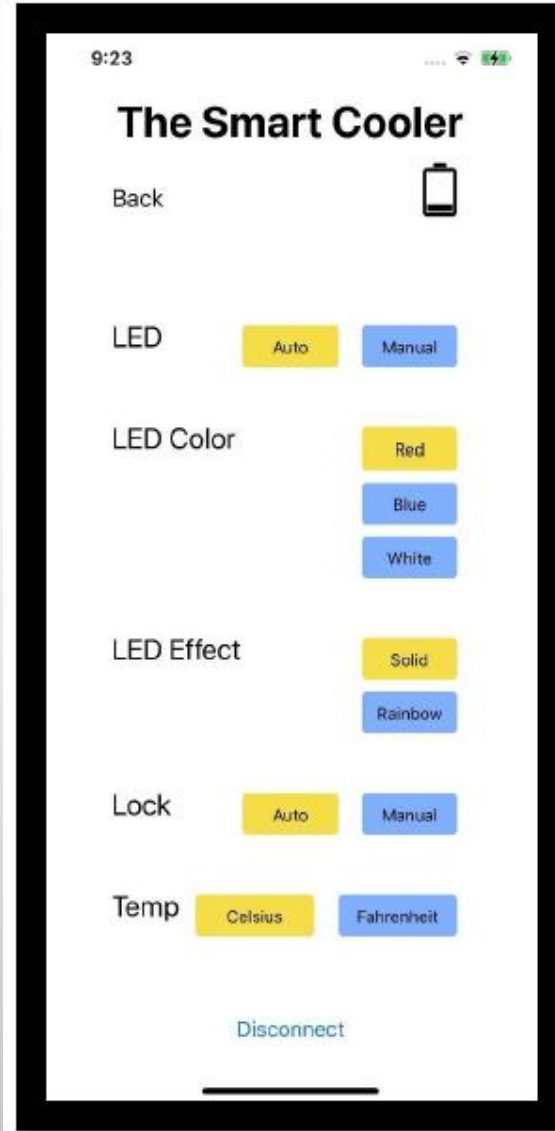 9:23
The Smart Cooler
Back
LED Auto Manual
LED Color Red
Blue
White
LED Effect Solid
Rainbow
Lock Auto Manual
Temp Celsius Fahrenheit
Disconnect